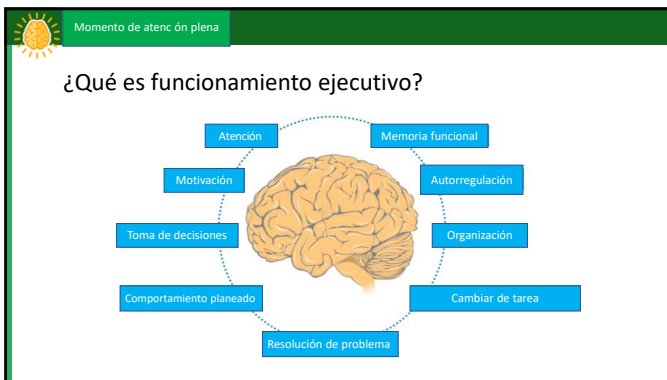 Momento de atenc ón plena
¿Qué es funcionamiento ejecutivo?
Atención
Memoria funcional
Motivación
Autorregulación
Toma de decisiones
Organización
Comportamiento planeado
Cambiar de tarea
Resolución de problema